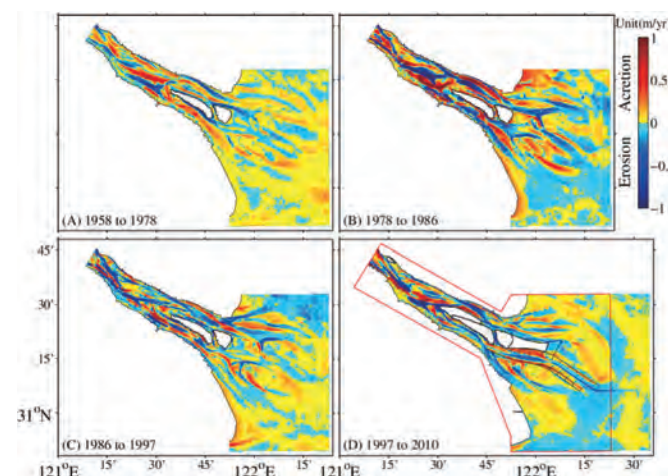 Unit(m/yr)
1
0.5
0
−0.
−1
Acretion
Erosion
(A) 1958 to 1978
(B) 1978 to 1986
45'
30'
15'
31°N
(C) 1986 to 1997
(D) 1997 to 2010
121°E 15' 30' 45' 122°E 15'
121°E 15' 30' 45' 122°E 15'